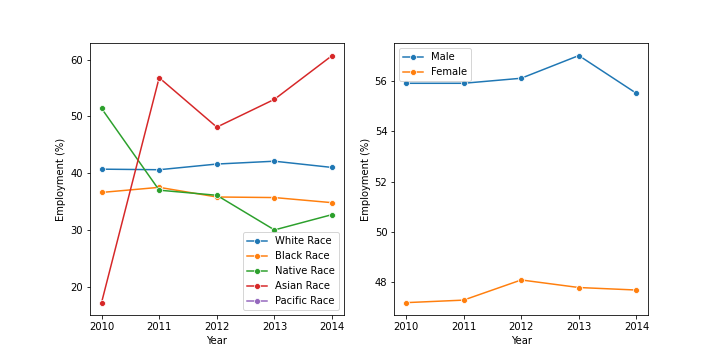 60
50
40
30
20
Employment (%)
White Race
Black Race
Native Race
Asian Race
Pacific Race
2010 2011 2012 2013 2014
Year
Male
Female
56
54
52
50
48
Employment (%)
2010 2011 2012 2013 2014
Year